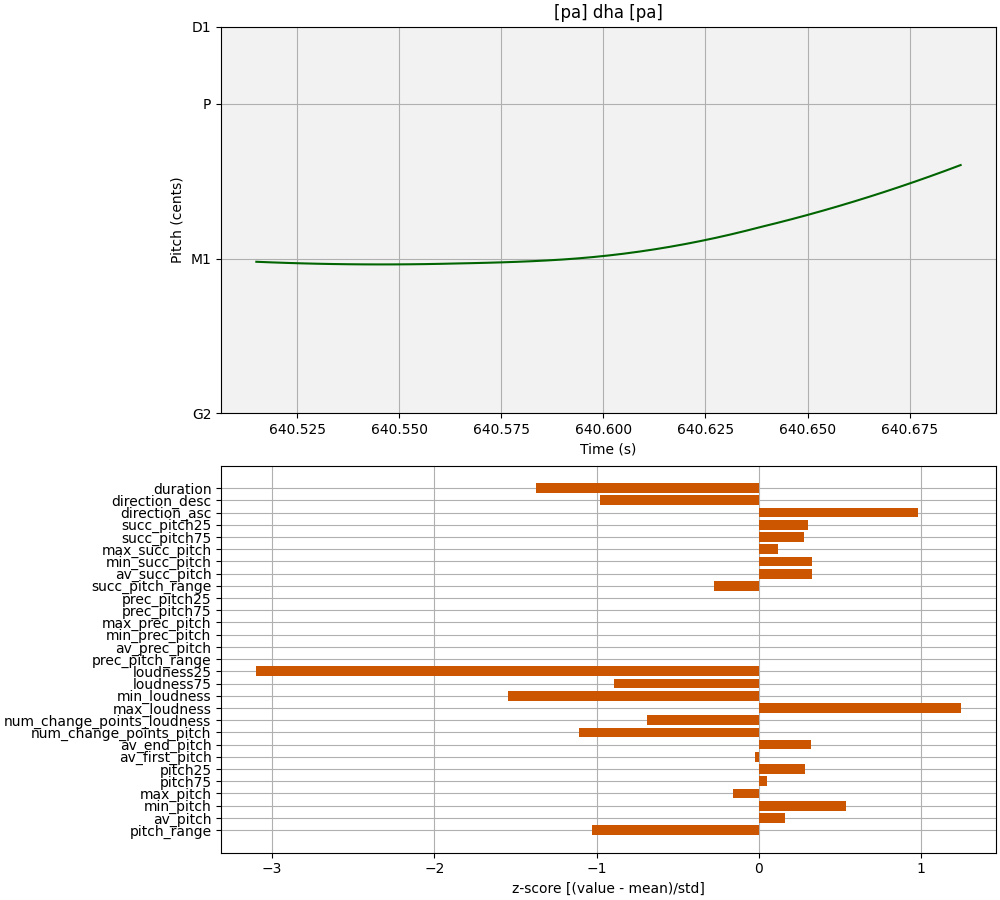 [pa] dha [pa]
D1
P
M1
G2
Pitch (cents)
640.525 640.550 640.575 640.600 640.625 640.650 640.675
Time (s)
duration
direction_desc
direction_asc
succ_pitch25
succ_pitch75
max_succ_pitch
min_succ_pitch
av_succ_pitch
succ_pitch_range
prec_pitch25
prec_pitch75
max_prec_pitch
min_prec_pitch
av_prec_pitch
prec_pitch_range
loudness25
loudness75
min_loudness
max_loudness
num_change_points_loudness
num_change_points_pitch
av_end_pitch
av_first_pitch
pitch25
pitch75
max_pitch
min_pitch
av_pitch
pitch_range
−3 −2 −1 0 1
z-score [(value - mean)/std]